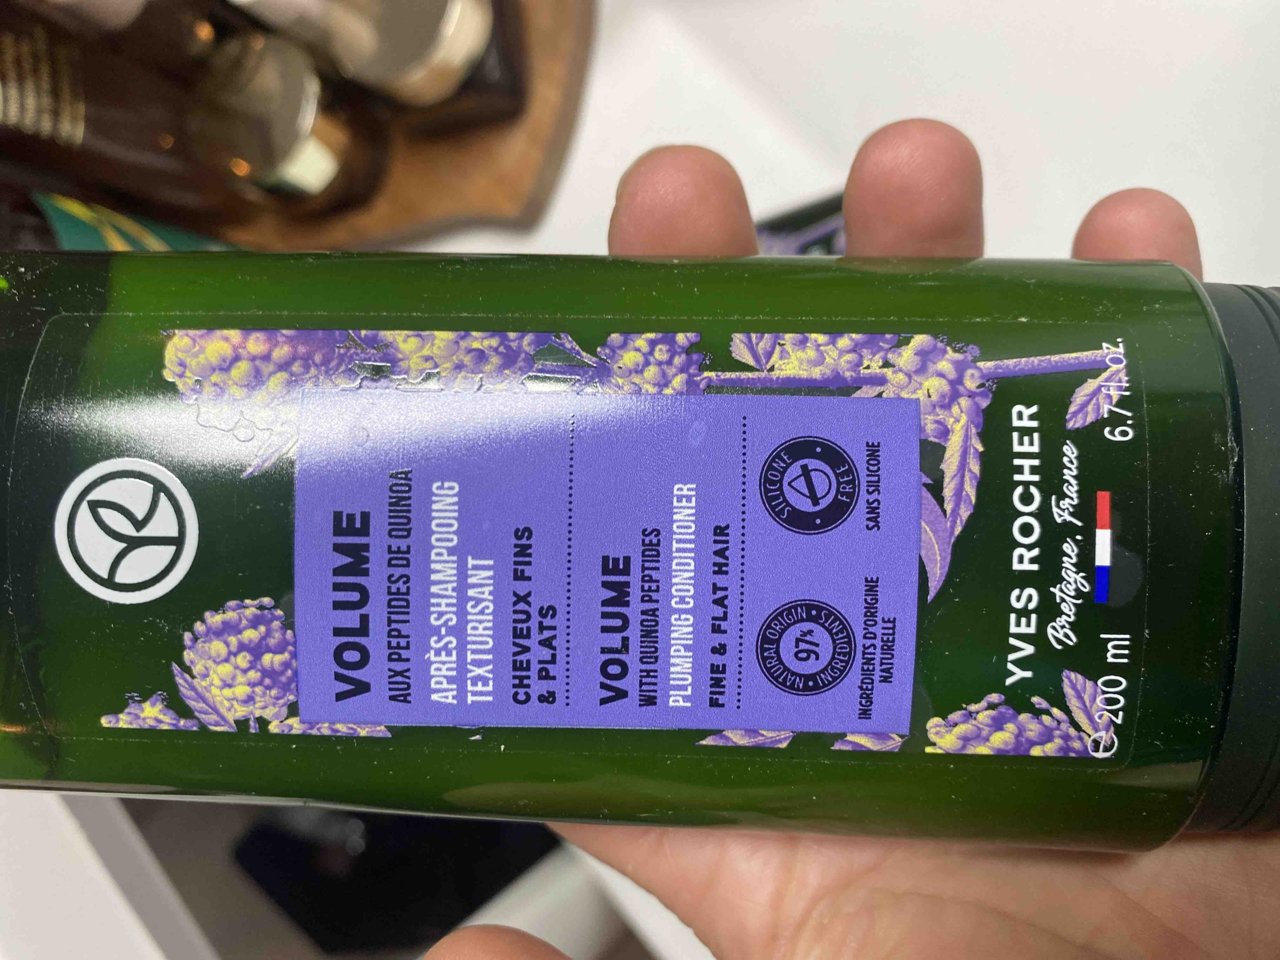 VOLUME
AUX PEPTIDES DE QUINOA
APRÈS-SHAMPOOING
TEXTURISANT
CHEVEUX FINS
& PLATS
VOLUME
WITH QUINOA PEPTIDES
PLUMPING CONDITIONER
FINE & FLAT HAIR
NATURAL ORIGIN • INGREDIENTS •
97%
INGRÉDIENTS D'ORIGINE
NATURELLE
SILICONE
FREE
SANS SILICONE
YVES ROCHER
Bretagne, France
℮ 200 ml
6.7 fl. oz.